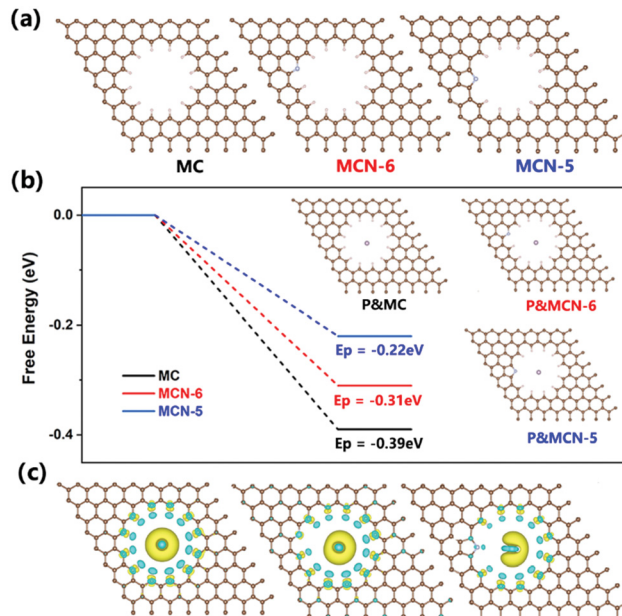 (a)
MC MCN-6 MCN-5
(b)
0.0
-0.2
-0.4
Free Energy (eV)
P&MC P&MCN-6
P&MCN-5
Ep = -0.22eV
Ep = -0.31eV
Ep = -0.39eV
MC
MCN-6
MCN-5
(c)